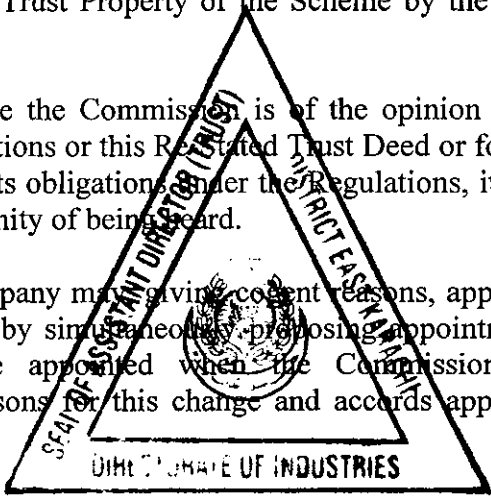 Trust Property of the Scheme by the
e the Commission is of the opinion
tions or this Re-stated Trust Deed or fo
ts obligations under the Regulations, i
nity of being heard.
pany may, giving cogent reasons, app
by simultaneously proposing appointm
e appointed when the Commission
sons for this change and accords app
SEAL OF ASSISTANT DIRECTOR (TRUST)
DISTRICT EAST KARACHI
DIRECTORATE OF INDUSTRIES